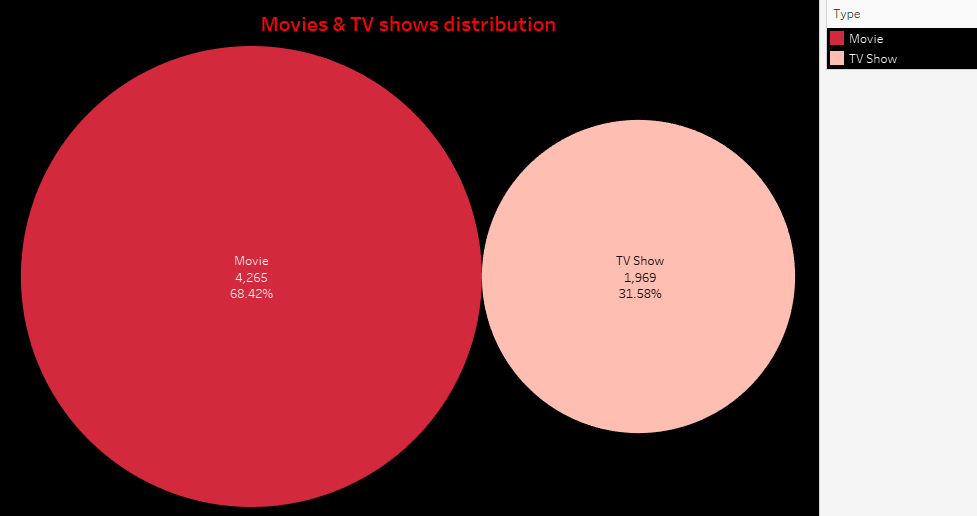 Movies & TV shows distribution
Movie
4,265
68.42%
TV Show
1,969
31.58%
Type
Movie
TV Show